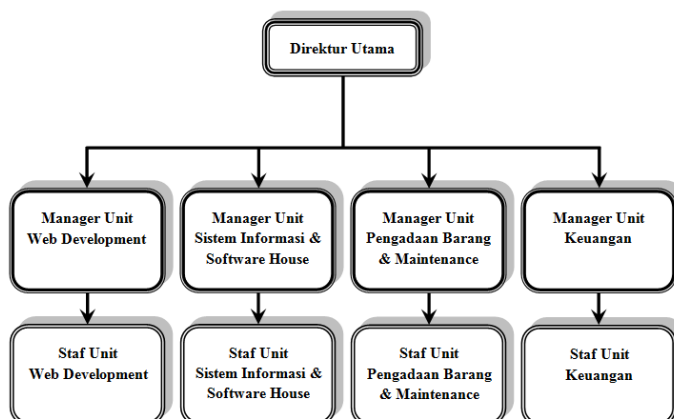 Direktur Utama
Manager Unit
Web Development
Manager Unit
Sistem Informasi &
Software House
Manager Unit
Pengadaan Barang
& Maintenance
Manager Unit
Keuangan
Staf Unit
Web Development
Staf Unit
Sistem Informasi &
Software House
Staf Unit
Pengadaan Barang
& Maintenance
Staf Unit
Keuangan